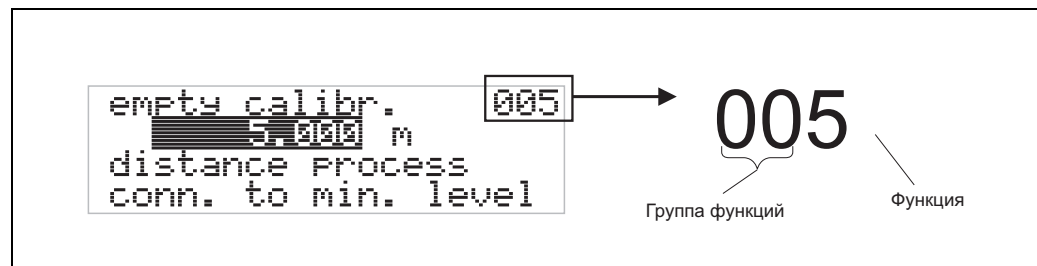 empty calibr. 005
5.000 m
distance process
conn. to min. level
005
Группа функций
Функция